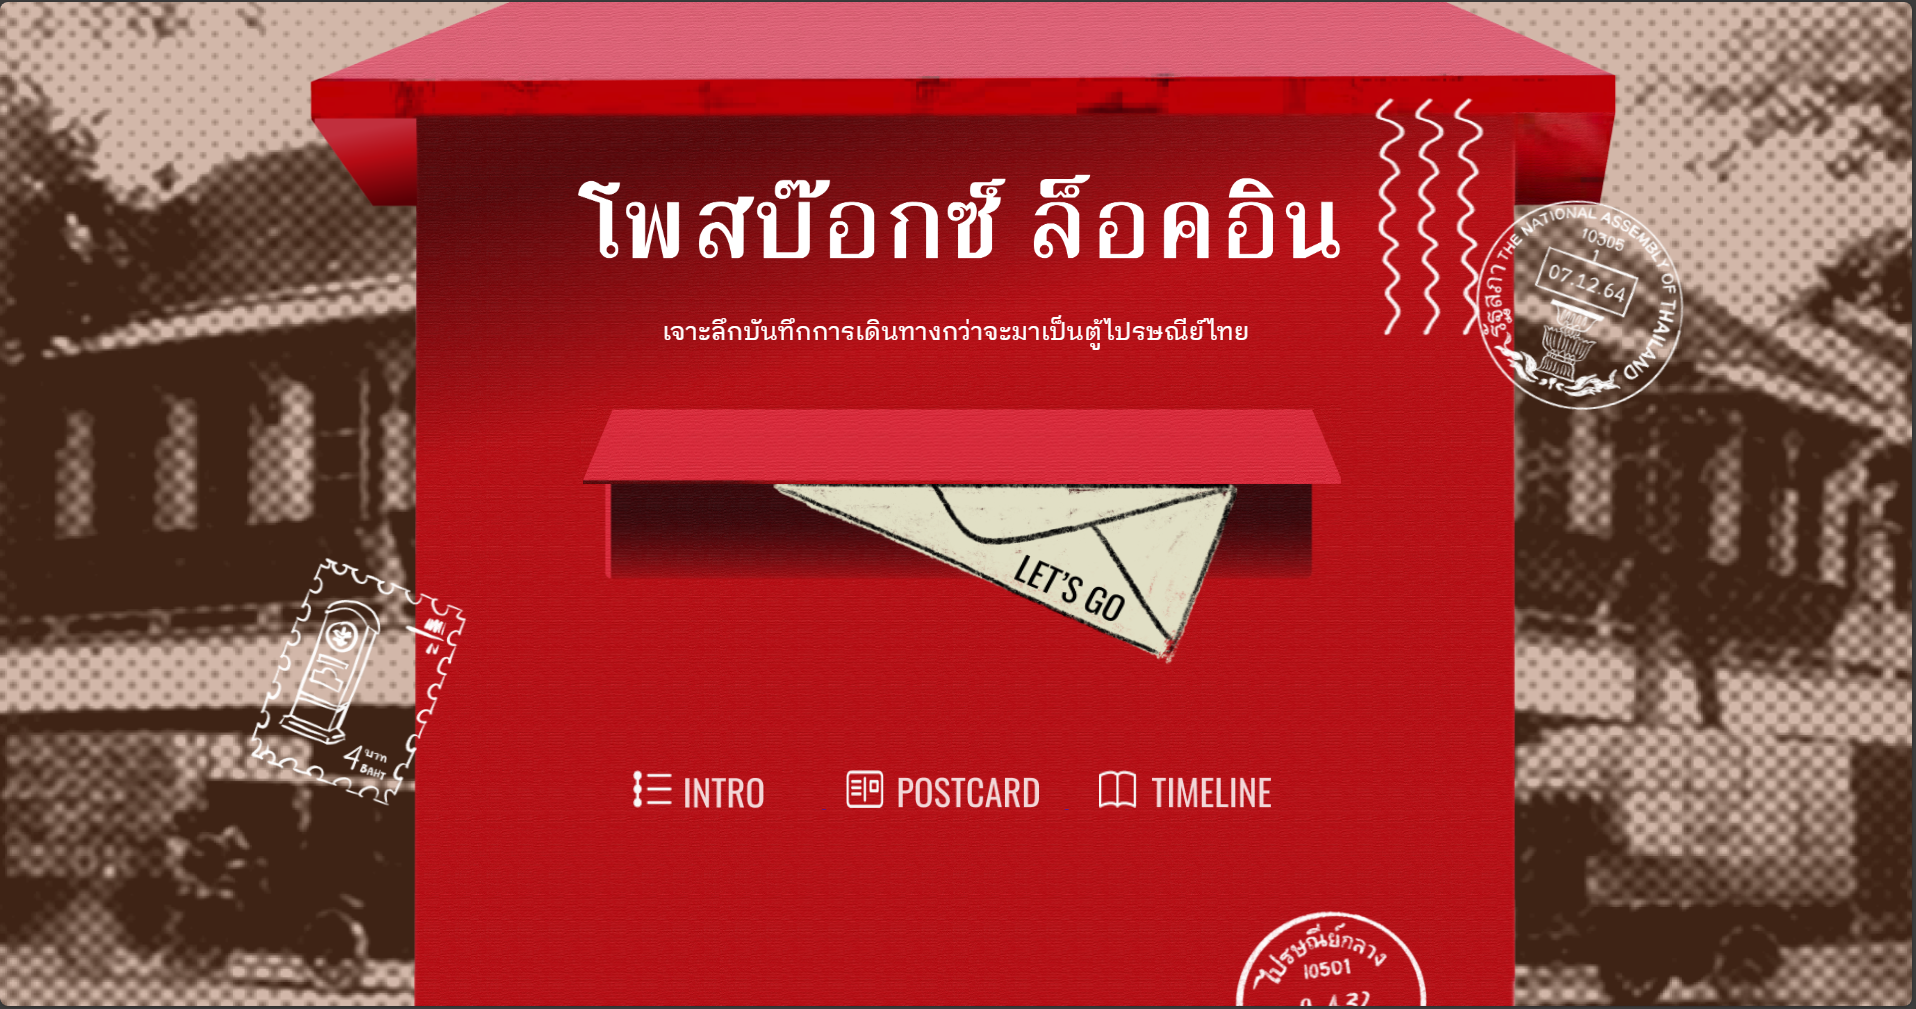 โพสบ๊อกซ์ ล็อคอิน
รัฐสภา THE NATIONAL ASSEMBLY OF THAILAND
10305
1
07.12.64
เจาะลึกบันทึกการเดินทางกว่าจะมาเป็นตู้ไปรษณีย์ไทย
LET'S GO
4 บาท
BAHT
INTRO POSTCARD TIMELINE
ไปรษณีย์กลาง
10501